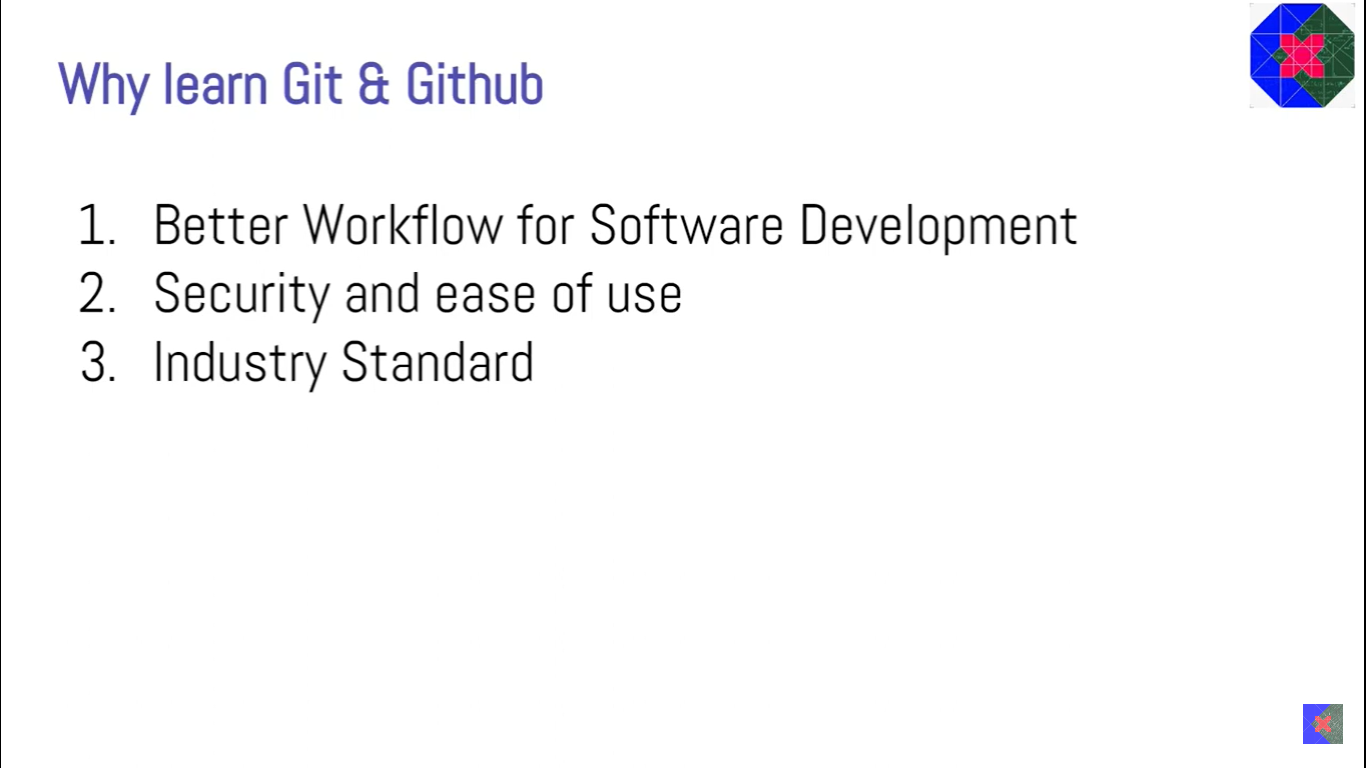 Why learn Git & Github
1. Better Workflow for Software Development
2. Security and ease of use
3. Industry Standard